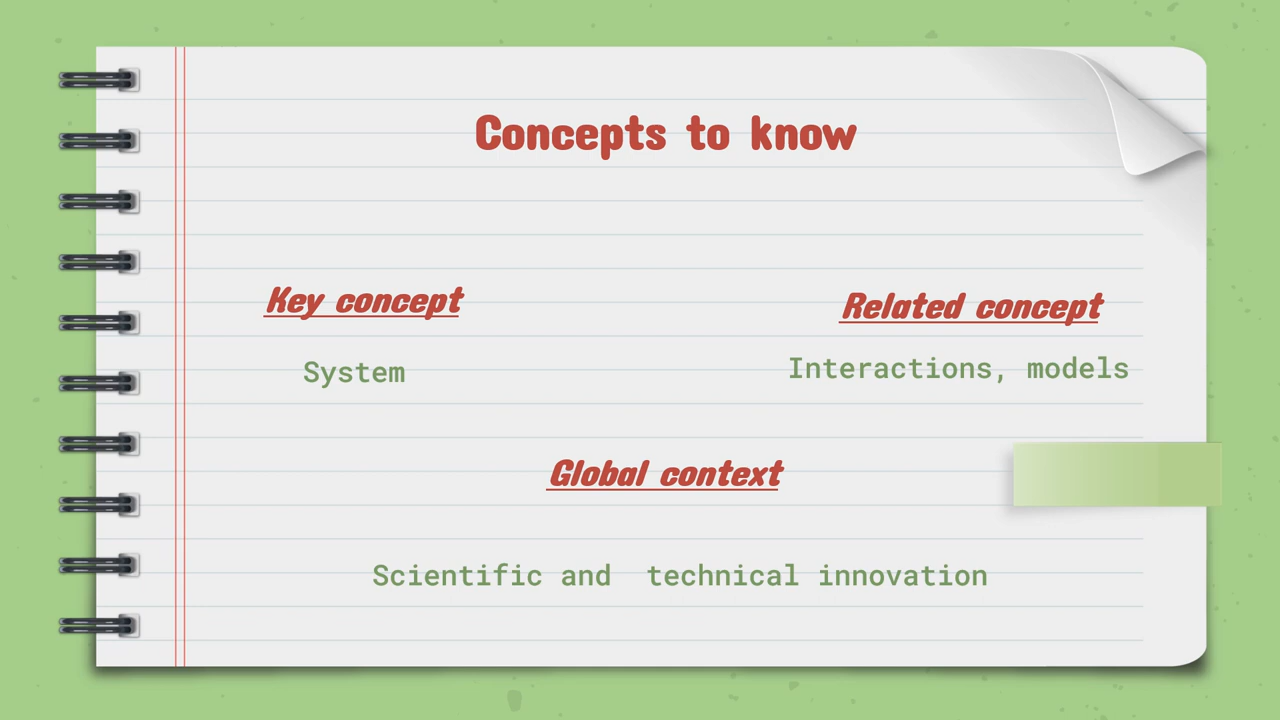 Concepts to know
Key concept
System
Related concept
Interactions, models
Global context
Scientific and  technical innovation